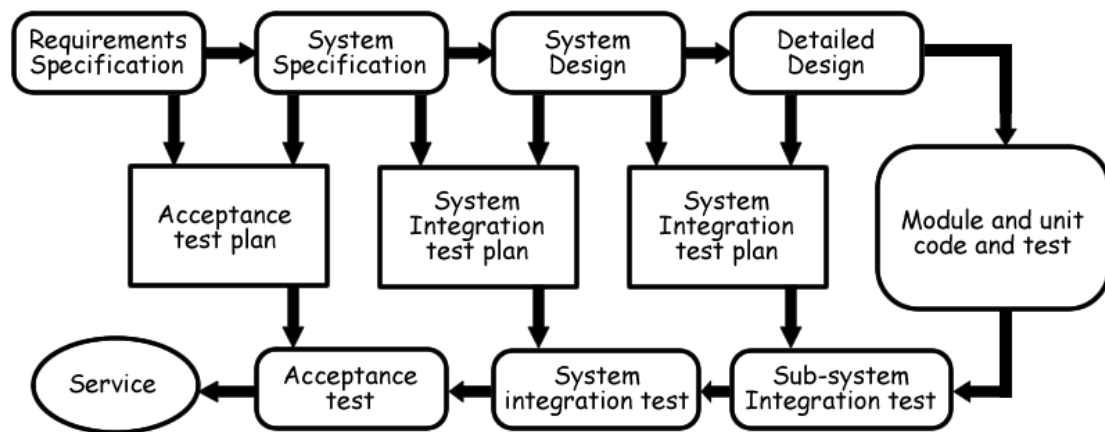 Requirements
Specification
System
Specification
System
Design
Detailed
Design
Acceptance
test plan
System
Integration
test plan
System
Integration
test plan
Module and unit
code and test
Service
Acceptance
test
System
integration test
Sub-system
Integration test